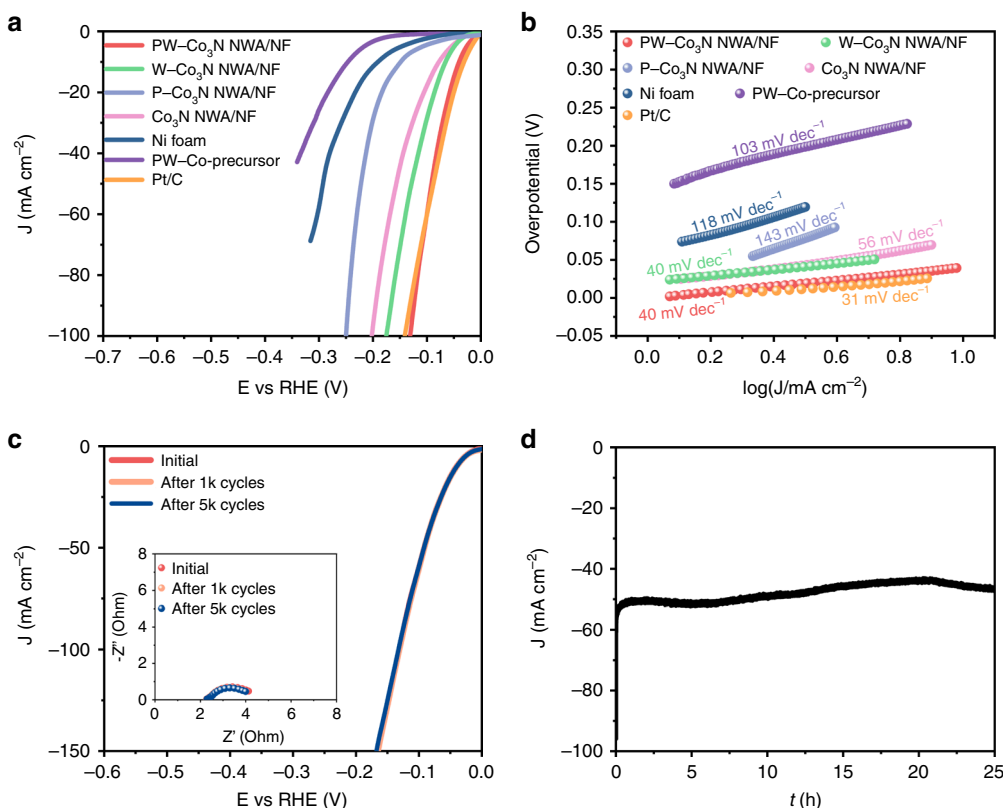 a
0
–20
–40
–60
–80
–100
J (mA cm⁻²)
PW–Co₃N NWA/NF
W–Co₃N NWA/NF
P–Co₃N NWA/NF
Co₃N NWA/NF
Ni foam
PW–Co-precursor
Pt/C
–0.7 –0.6 –0.5 –0.4 –0.3 –0.2 –0.1 0.0
E vs RHE (V)
b
0.35
0.30
0.25
0.20
0.15
0.10
0.05
0.00
–0.05
Overpotential (V)
PW–Co₃N NWA/NF W–Co₃N NWA/NF
P–Co₃N NWA/NF Co₃N NWA/NF
Ni foam PW–Co-precursor
Pt/C
103 mV dec⁻¹
118 mV dec⁻¹
143 mV dec⁻¹
56 mV dec⁻¹
40 mV dec⁻¹
40 mV dec⁻¹
31 mV dec⁻¹
0.0 0.2 0.4 0.6 0.8 1.0
log(J/mA cm⁻²)
c
0
–50
–100
–150
J (mA cm⁻²)
Initial
After 1k cycles
After 5k cycles
8
6
4
2
0
-Z″ (Ohm)
Initial
After 1k cycles
After 5k cycles
0 2 4 6 8
Z′ (Ohm)
–0.6 –0.5 –0.4 –0.3 –0.2 –0.1 0.0
E vs RHE (V)
d
0
–20
–40
–60
–80
–100
J (mA cm⁻²)
0 5 10 15 20 25
t (h)